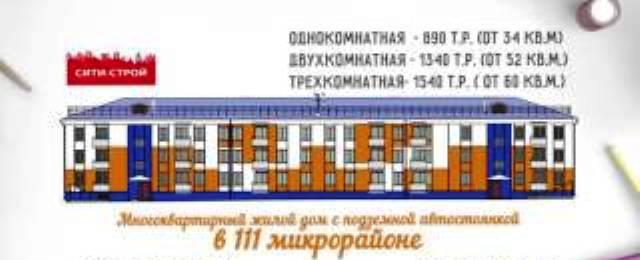 ОДНОКОМНАТНАЯ - 890 Т.Р. (ОТ 34 КВ.М)
ДВУХКОМНАТНАЯ - 1340 Т.Р. (ОТ 52 КВ.М,)
ТРЕХКОМНАТНАЯ- 1540 Т.Р. ( ОТ 60 КВ.М.)
СИТИ-СТРОЙ
Многоквартирный жилой дом с подземной автостоянкой
в 111 микрорайоне